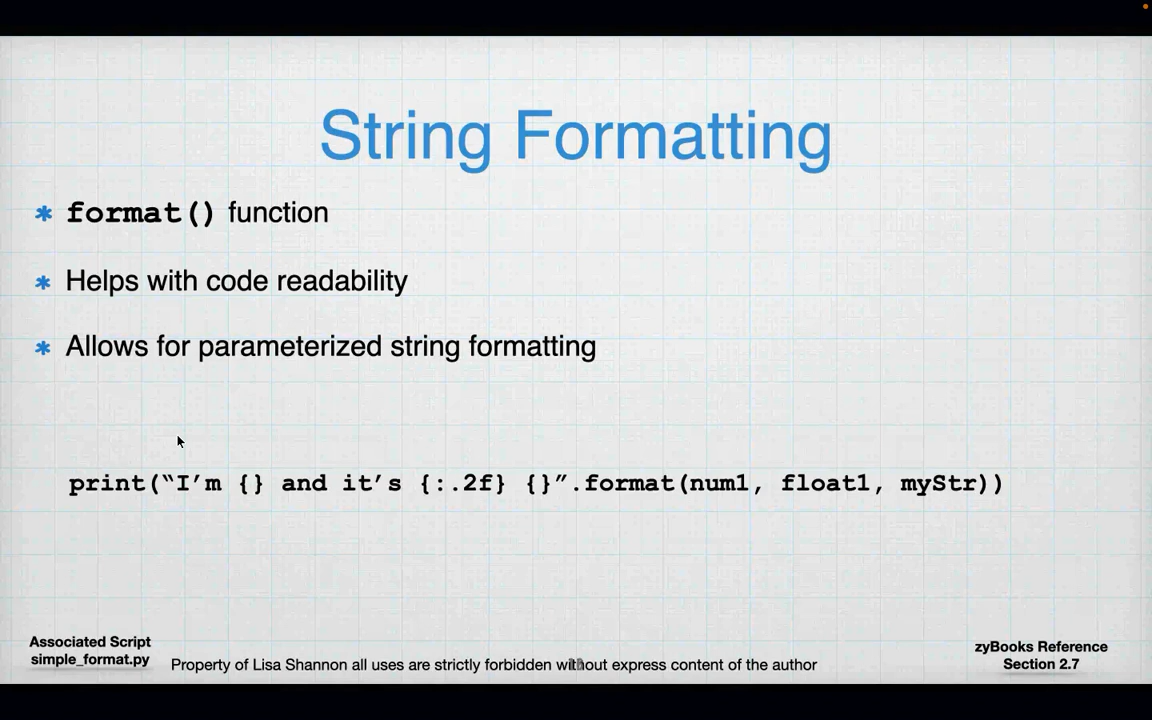 String Formatting
* format() function
* Helps with code readability
* Allows for parameterized string formatting
print(“I’m {} and it’s {:.2f} {}”.format(num1, float1, myStr))
Associated Script
simple_format.py
Property of Lisa Shannon all uses are strictly forbidden without express content of the author
zyBooks Reference
Section 2.7